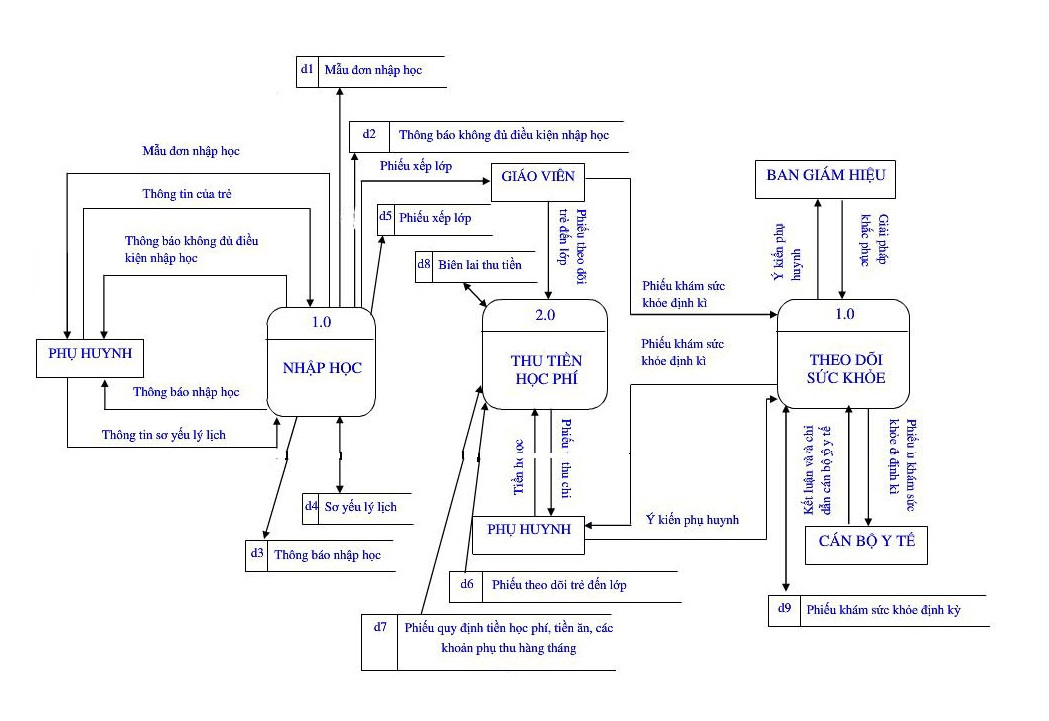 d1 Mẫu đơn nhập học
d2 Thông báo không đủ điều kiện nhập học
Mẫu đơn nhập học
Phiếu xếp lớp
GIÁO VIÊN
BAN GIÁM HIỆU
Thông tin của trẻ
d5 Phiếu xếp lớp
Phiếu theo dõi
trẻ đến lớp
Ý kiến phụ
huynh
Giải pháp
khắc phục
Thông báo không đủ điều
kiện nhập học
d8 Biên lai thu tiền
Phiếu khám sức
khỏe định kì
1.0
NHẬP HỌC
2.0
THU TIỀN
HỌC PHÍ
1.0
THEO DÕI
SỨC KHỎE
PHỤ HUYNH
Phiếu khám sức
khỏe định kì
Thông báo nhập học
Thông tin sơ yếu lý lịch
Tiền
Phiếu thu chi
Kết luận và chỉ
dẫn cán bộ y tế
Phiếu khám sức
khỏe định kì
d4 Sơ yếu lý lịch
PHỤ HUYNH
Ý kiến phụ huynh
CÁN BỘ Y TẾ
d3 Thông báo nhập học
d6 Phiếu theo dõi trẻ đến lớp
d9 Phiếu khám sức khỏe định kỳ
d7 Phiếu quy định tiền học phí, tiền ăn, các
khoản phụ thu hàng tháng